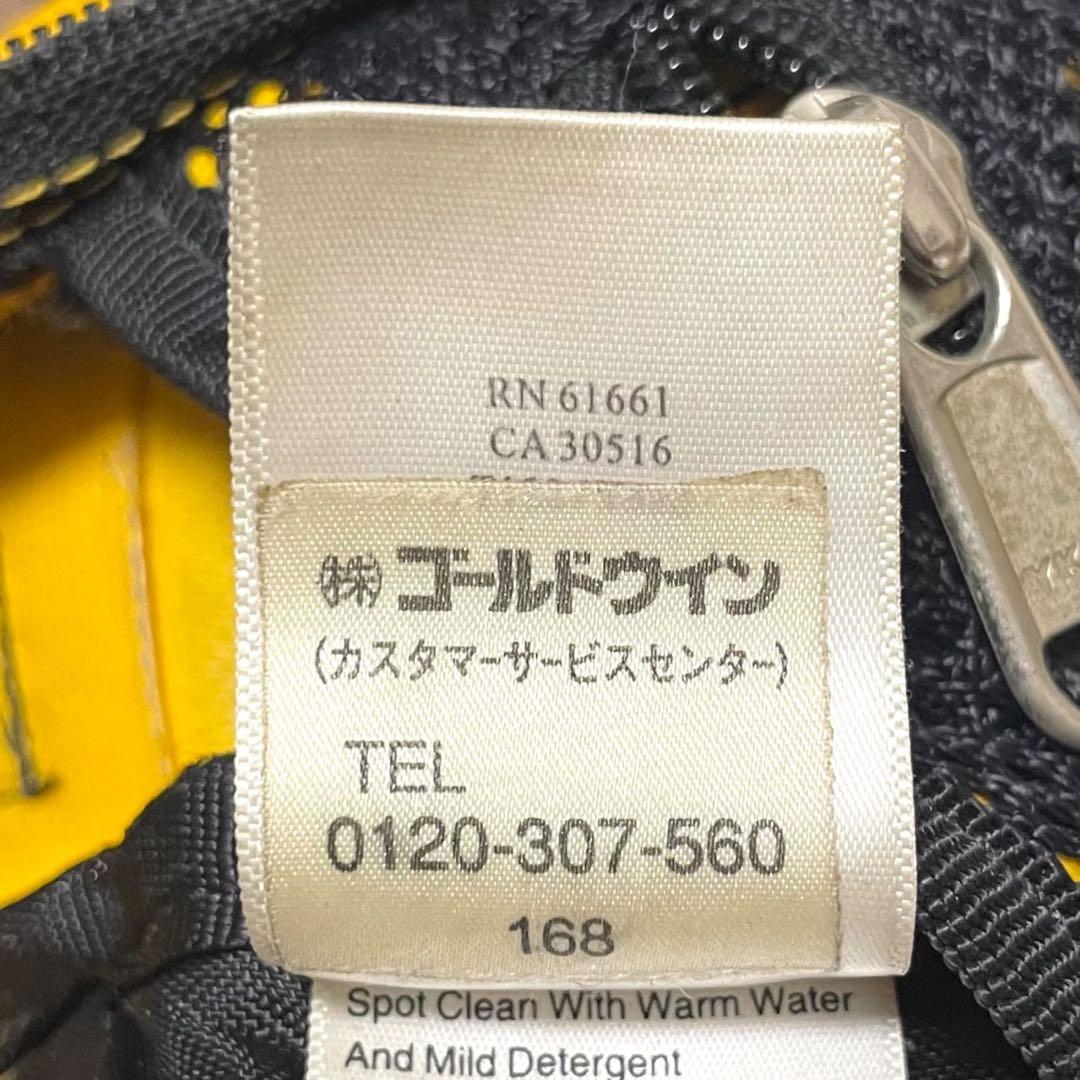 RN 61661
CA 30516
㈱ゴールドウイン
(カスタマーサービスセンター)
TEL
0120-307-560
168
Spot Clean With Warm Water
And Mild Detergent